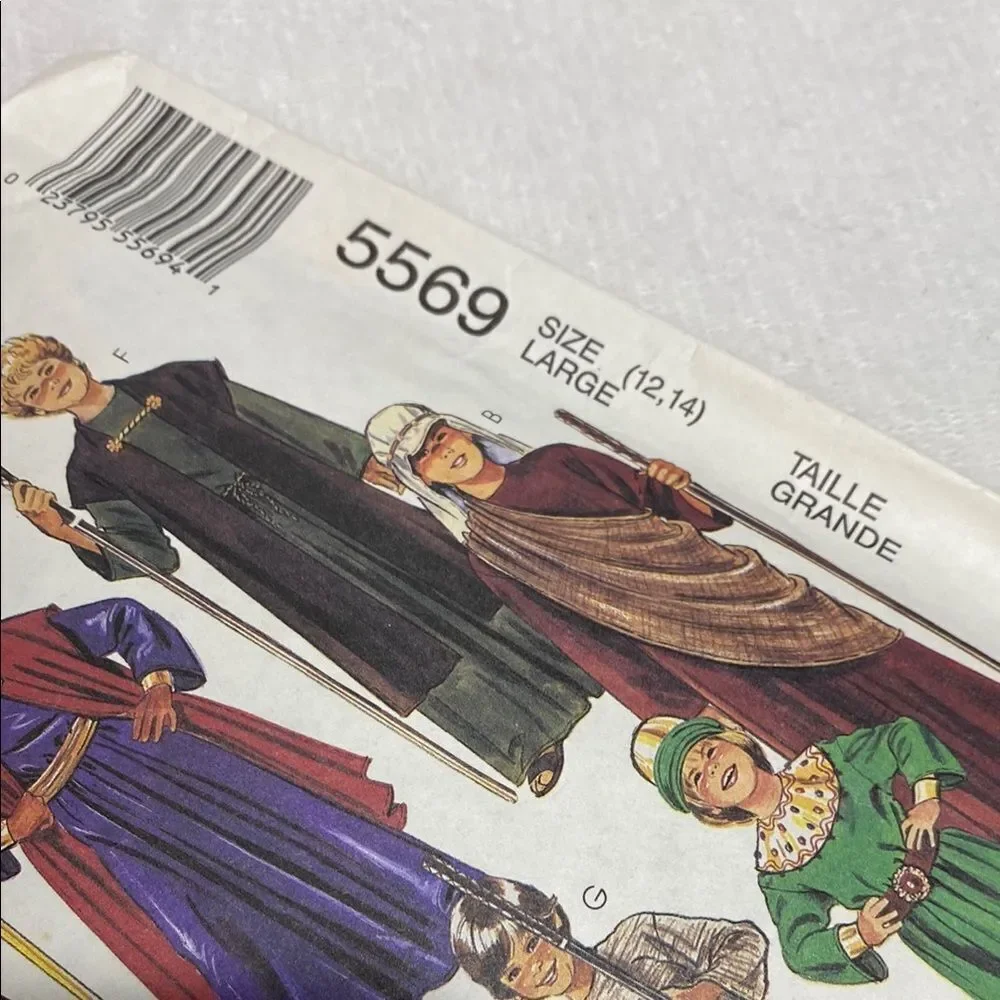 0 23795 55694 1
5569
SIZE
LARGE
(12,14)
TAILLE
GRANDE
F
B
G